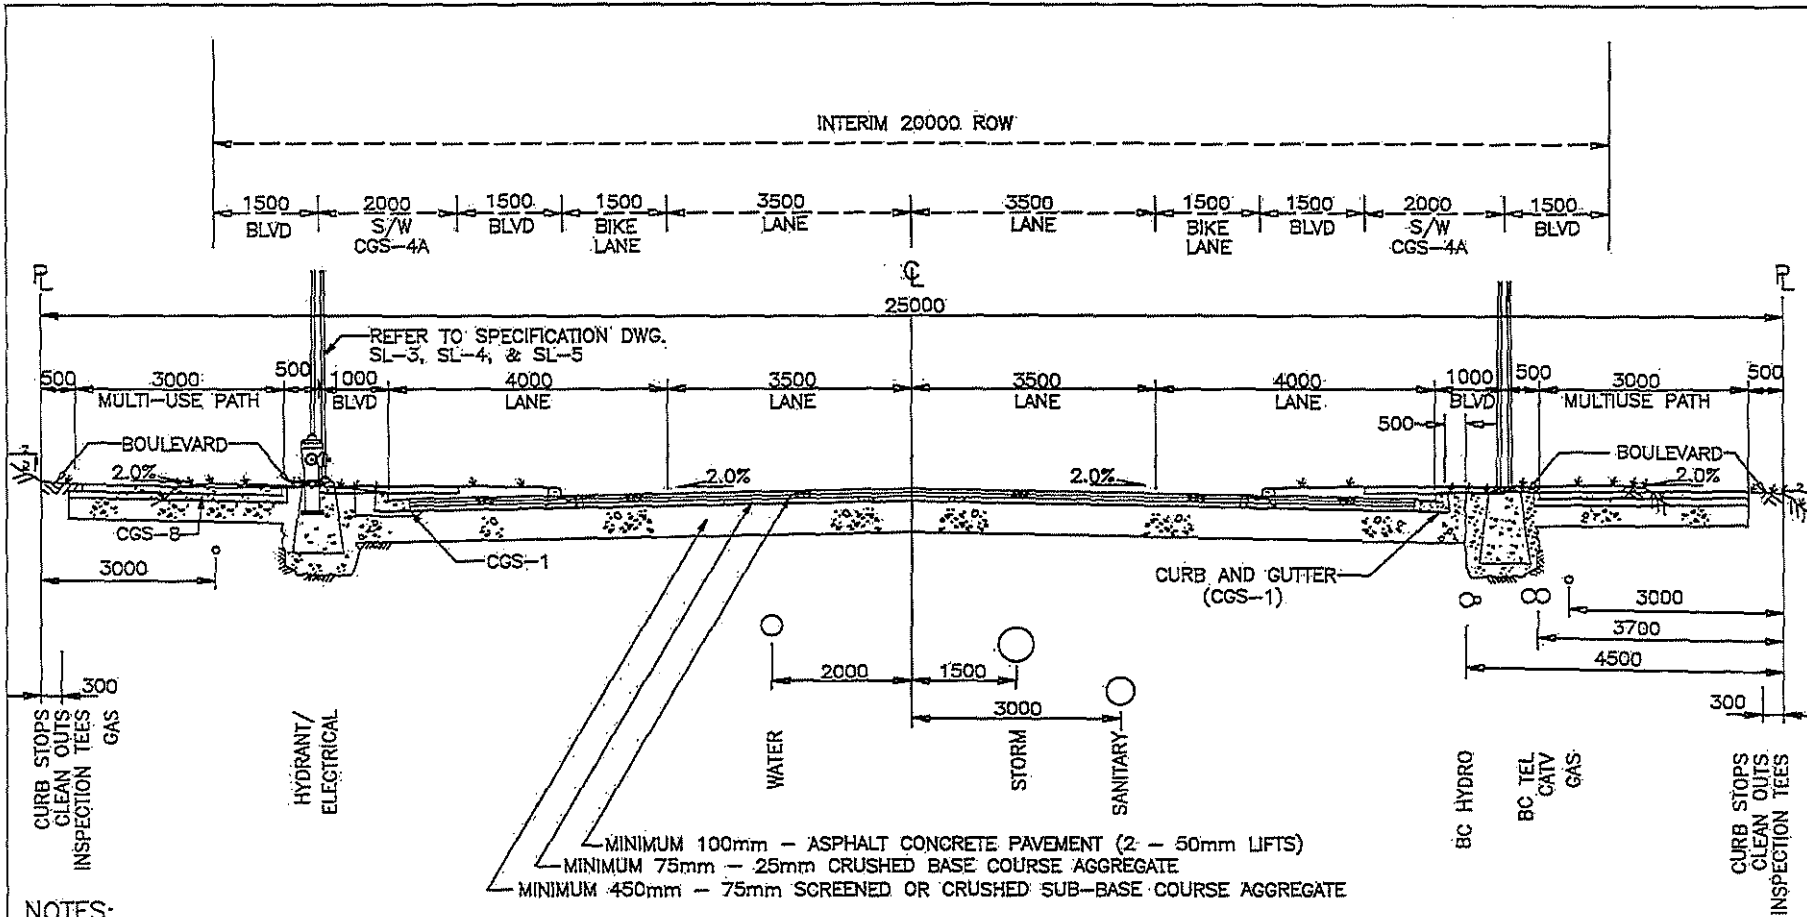 INTERIM 20000 ROW
1500 2000 1500 1500 3500 3500 1500 1500 2000 1500
BLVD S/W BLVD BIKE LANE LANE BIKE BLVD S/W BLVD
CGS-4A LANE LANE CGS-4A
PL CL PL
25000
REFER TO SPECIFICATION DWG.
SL-3, SL-4, & SL-5
500 3000 500 1000 4000 3500 3500 4000 1000 500 3000 500
MULTI-USE PATH BLVD LANE LANE LANE LANE BLVD MULTIUSE PATH
500
BOULEVARD BOULEVARD
2.0% 2.0% 2.0% 2.0%
CGS-8
CGS-1
CURB AND GUTTER
(CGS-1)
3000 3000
3700
4500
2000 1500
3000
300 300
CURB STOPS
CLEAN OUTS
INSPECTION TEES
GAS
HYDRANT/
ELECTRICAL
WATER
STORM
SANITARY
BC HYDRO
BC TEL
CATV
GAS
CURB STOPS
CLEAN OUTS
INSPECTION TEES
MINIMUM 100mm - ASPHALT CONCRETE PAVEMENT (2 - 50mm LIFTS)
MINIMUM 75mm - 25mm CRUSHED BASE COURSE AGGREGATE
MINIMUM 450mm - 75mm SCREENED OR CRUSHED SUB-BASE COURSE AGGREGATE
NOTES: